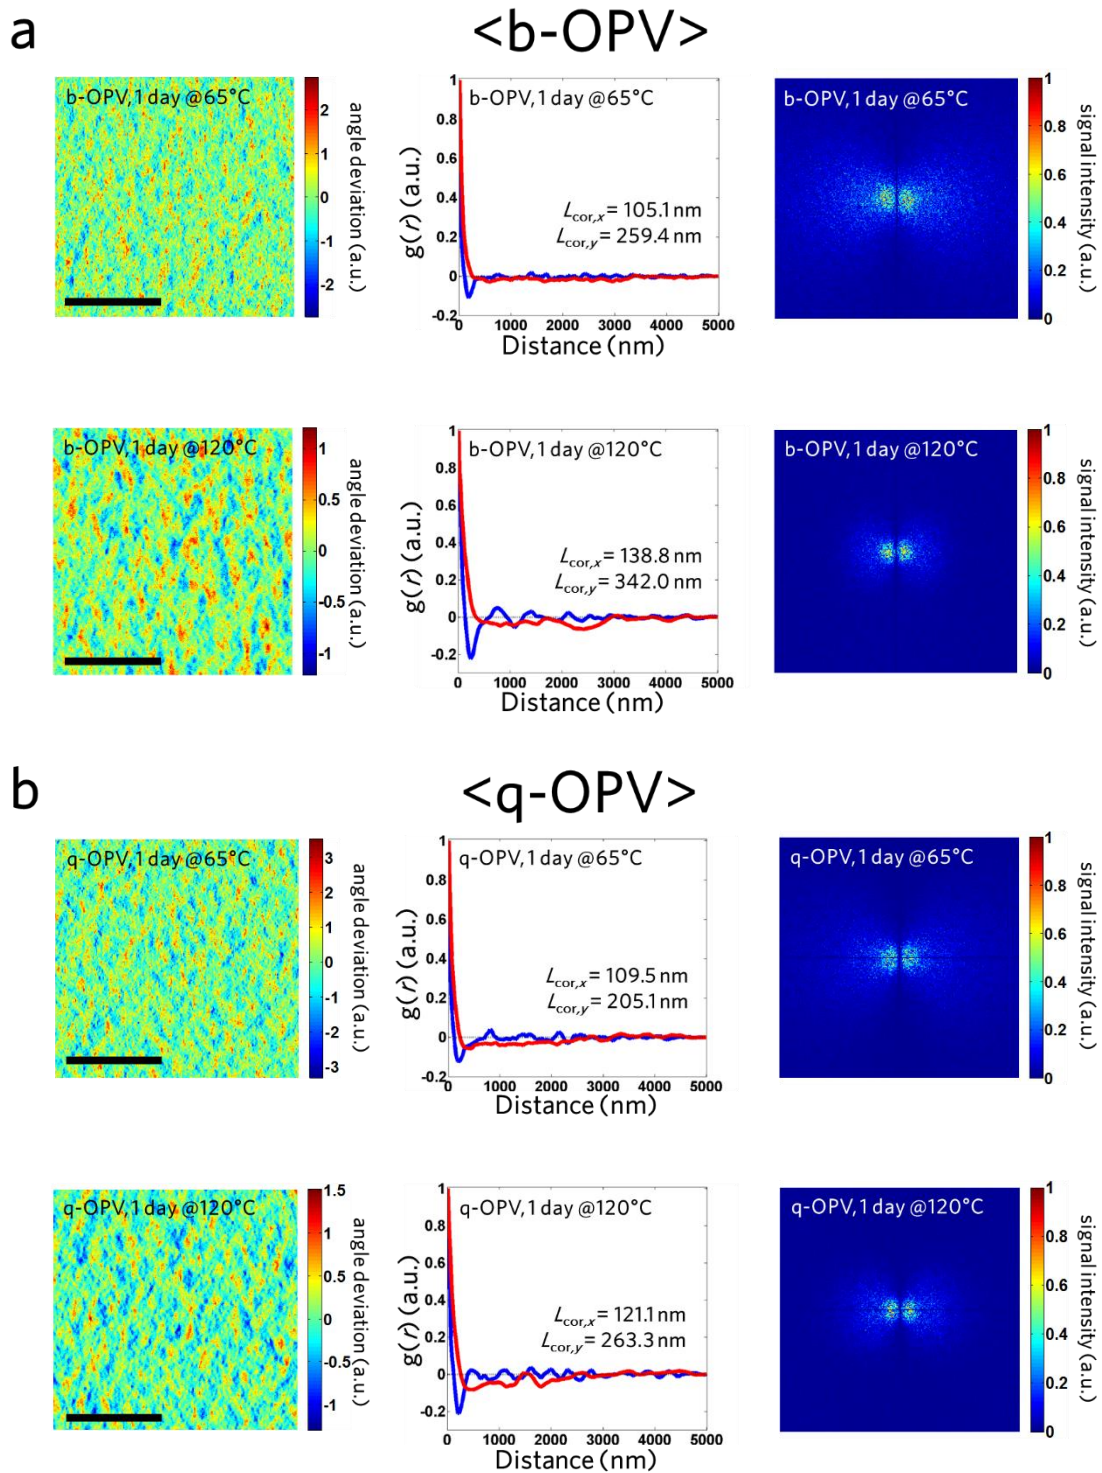 a
<b-OPV>
b-OPV, 1 day @65°C
2
1
0
-1
-2
angle deviation (a.u.)
b-OPV, 1 day @65°C
1
0.8
0.6
0.4
0.2
0
-0.2
g(r) (a.u.)
Lcor,x = 105.1 nm
Lcor,y = 259.4 nm
0 1000 2000 3000 4000 5000
Distance (nm)
b-OPV, 1 day @65°C
1
0.8
0.6
0.4
0.2
0
signal intensity (a.u.)
b-OPV, 1 day @120°C
1
0.5
0
-0.5
-1
angle deviation (a.u.)
b-OPV, 1 day @120°C
1
0.8
0.6
0.4
0.2
0
-0.2
g(r) (a.u.)
Lcor,x = 138.8 nm
Lcor,y = 342.0 nm
0 1000 2000 3000 4000 5000
Distance (nm)
b-OPV, 1 day @120°C
1
0.8
0.6
0.4
0.2
0
signal intensity (a.u.)
b
<q-OPV>
q-OPV, 1 day @65°C
3
2
1
0
-1
-2
-3
angle deviation (a.u.)
q-OPV, 1 day @65°C
1
0.8
0.6
0.4
0.2
0
-0.2
g(r) (a.u.)
Lcor,x = 109.5 nm
Lcor,y = 205.1 nm
0 1000 2000 3000 4000 5000
Distance (nm)
q-OPV, 1 day @65°C
1
0.8
0.6
0.4
0.2
0
signal intensity (a.u.)
q-OPV, 1 day @120°C
1.5
1
0.5
0
-0.5
-1
angle deviation (a.u.)
q-OPV, 1 day @120°C
1
0.8
0.6
0.4
0.2
0
-0.2
g(r) (a.u.)
Lcor,x = 121.1 nm
Lcor,y = 263.3 nm
0 1000 2000 3000 4000 5000
Distance (nm)
q-OPV, 1 day @120°C
1
0.8
0.6
0.4
0.2
0
signal intensity (a.u.)